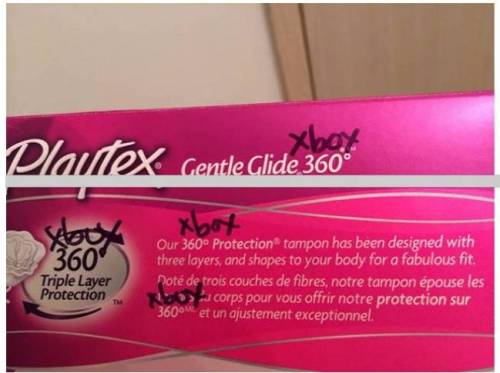 xbox
Playtex® Gentle Glide 360°
xbox
xbox
360°
Triple Layer
Protection™
Our 360° Protection® tampon has been designed with
three layers, and shapes to your body for a fabulous fit.
Doté de trois couches de fibres, notre tampon épouse les
xbox
corps pour vous offrir notre protection sur
360° MC et un ajustement exceptionnel.